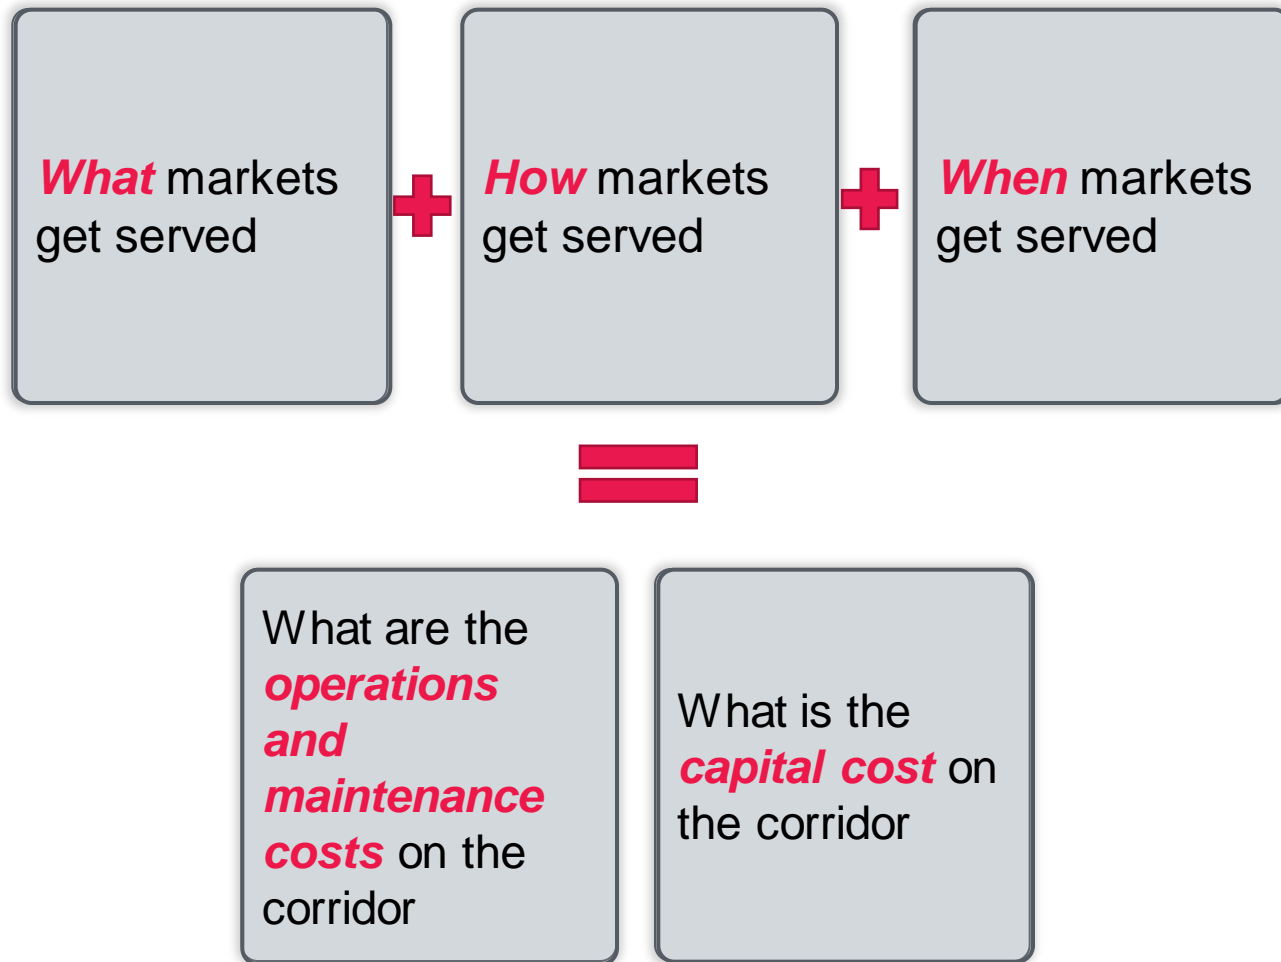 What markets
get served
How markets
get served
When markets
get served
What are the
operations
and
maintenance
costs on the
corridor
What is the
capital cost on
the corridor